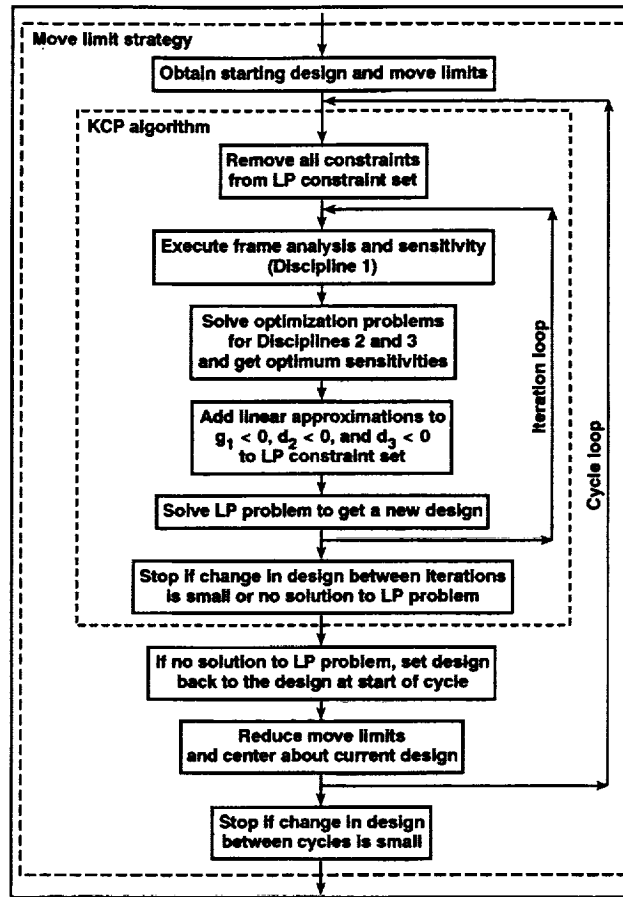 Move limit strategy
Obtain starting design and move limits
KCP algorithm
Remove all constraints
from LP constraint set
Execute frame analysis and sensitivity
(Discipline 1)
Solve optimization problems
for Disciplines 2 and 3
and get optimum sensitivities
Add linear approximations to
g₁ < 0, d₂ < 0, and d₃ < 0
to LP constraint set
Solve LP problem to get a new design
Stop if change in design between iterations
is small or no solution to LP problem
Iteration loop
Cycle loop
If no solution to LP problem, set design
back to the design at start of cycle
Reduce move limits
and center about current design
Stop if change in design
between cycles is small